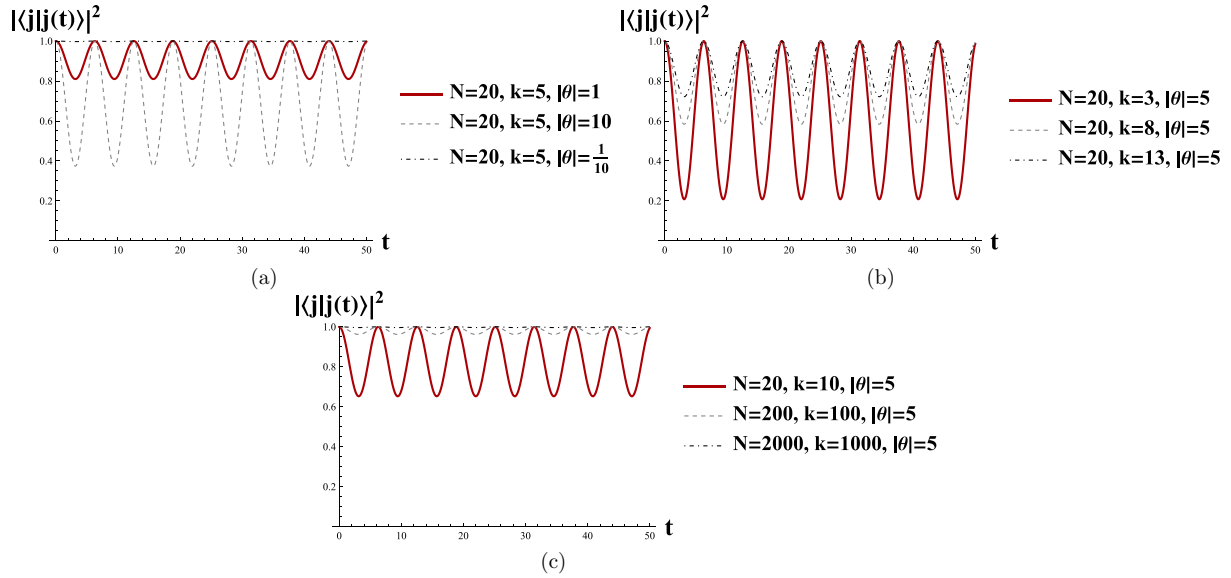 |⟨j|j(t)⟩|²
1.0
0.8
0.6
0.4
0.2
0 10 20 30 40 50
t
N=20, k=5, |θ|=1
N=20, k=5, |θ|=10
N=20, k=5, |θ|=1/10
(a)
|⟨j|j(t)⟩|²
1.0
0.8
0.6
0.4
0.2
0 10 20 30 40 50
t
N=20, k=3, |θ|=5
N=20, k=8, |θ|=5
N=20, k=13, |θ|=5
(b)
|⟨j|j(t)⟩|²
1.0
0.8
0.6
0.4
0.2
0 10 20 30 40 50
t
N=20, k=10, |θ|=5
N=200, k=100, |θ|=5
N=2000, k=1000, |θ|=5
(c)